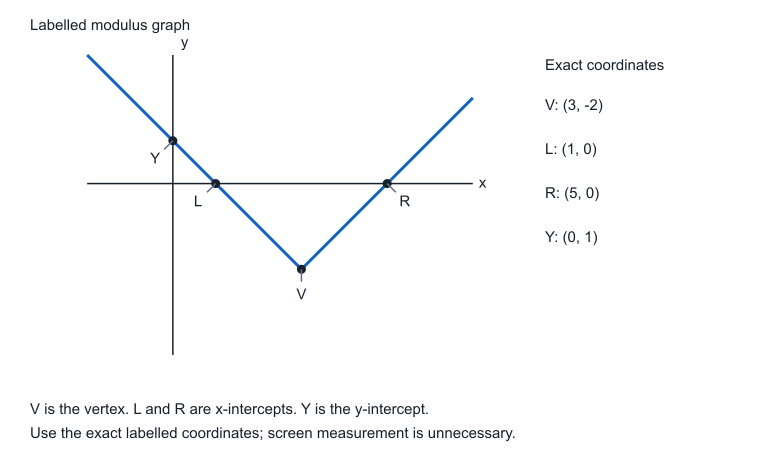 Labelled modulus graph
y
Exact coordinates
V: (3, -2)
Y
L: (1, 0)
x
L
R
R: (5, 0)
Y: (0, 1)
V
V is the vertex. L and R are x-intercepts. Y is the y-intercept.
Use the exact labelled coordinates; screen measurement is unnecessary.